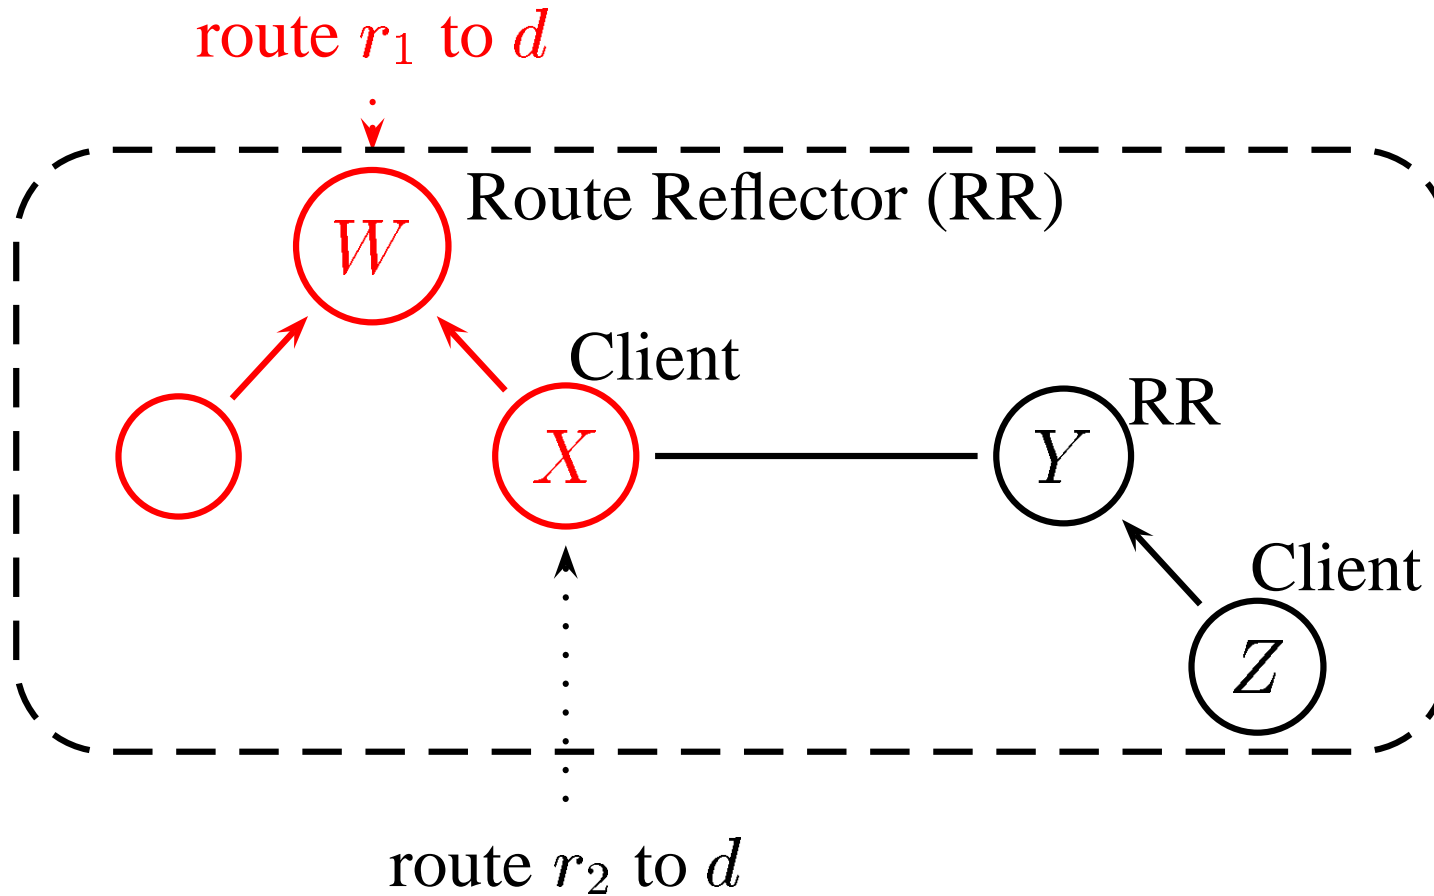 route r₁ to d
Route Reflector (RR)
W
Client
RR
X
Y
Client
Z
route r₂ to d